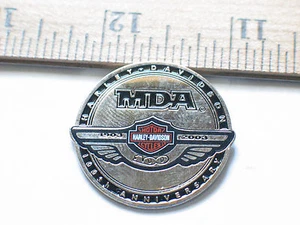 12
11
HARLEY-DAVIDSON
MDA
1903
2003
MOTOR
HARLEY-DAVIDSON
CYCLES
100
100TH ANNIVERSARY